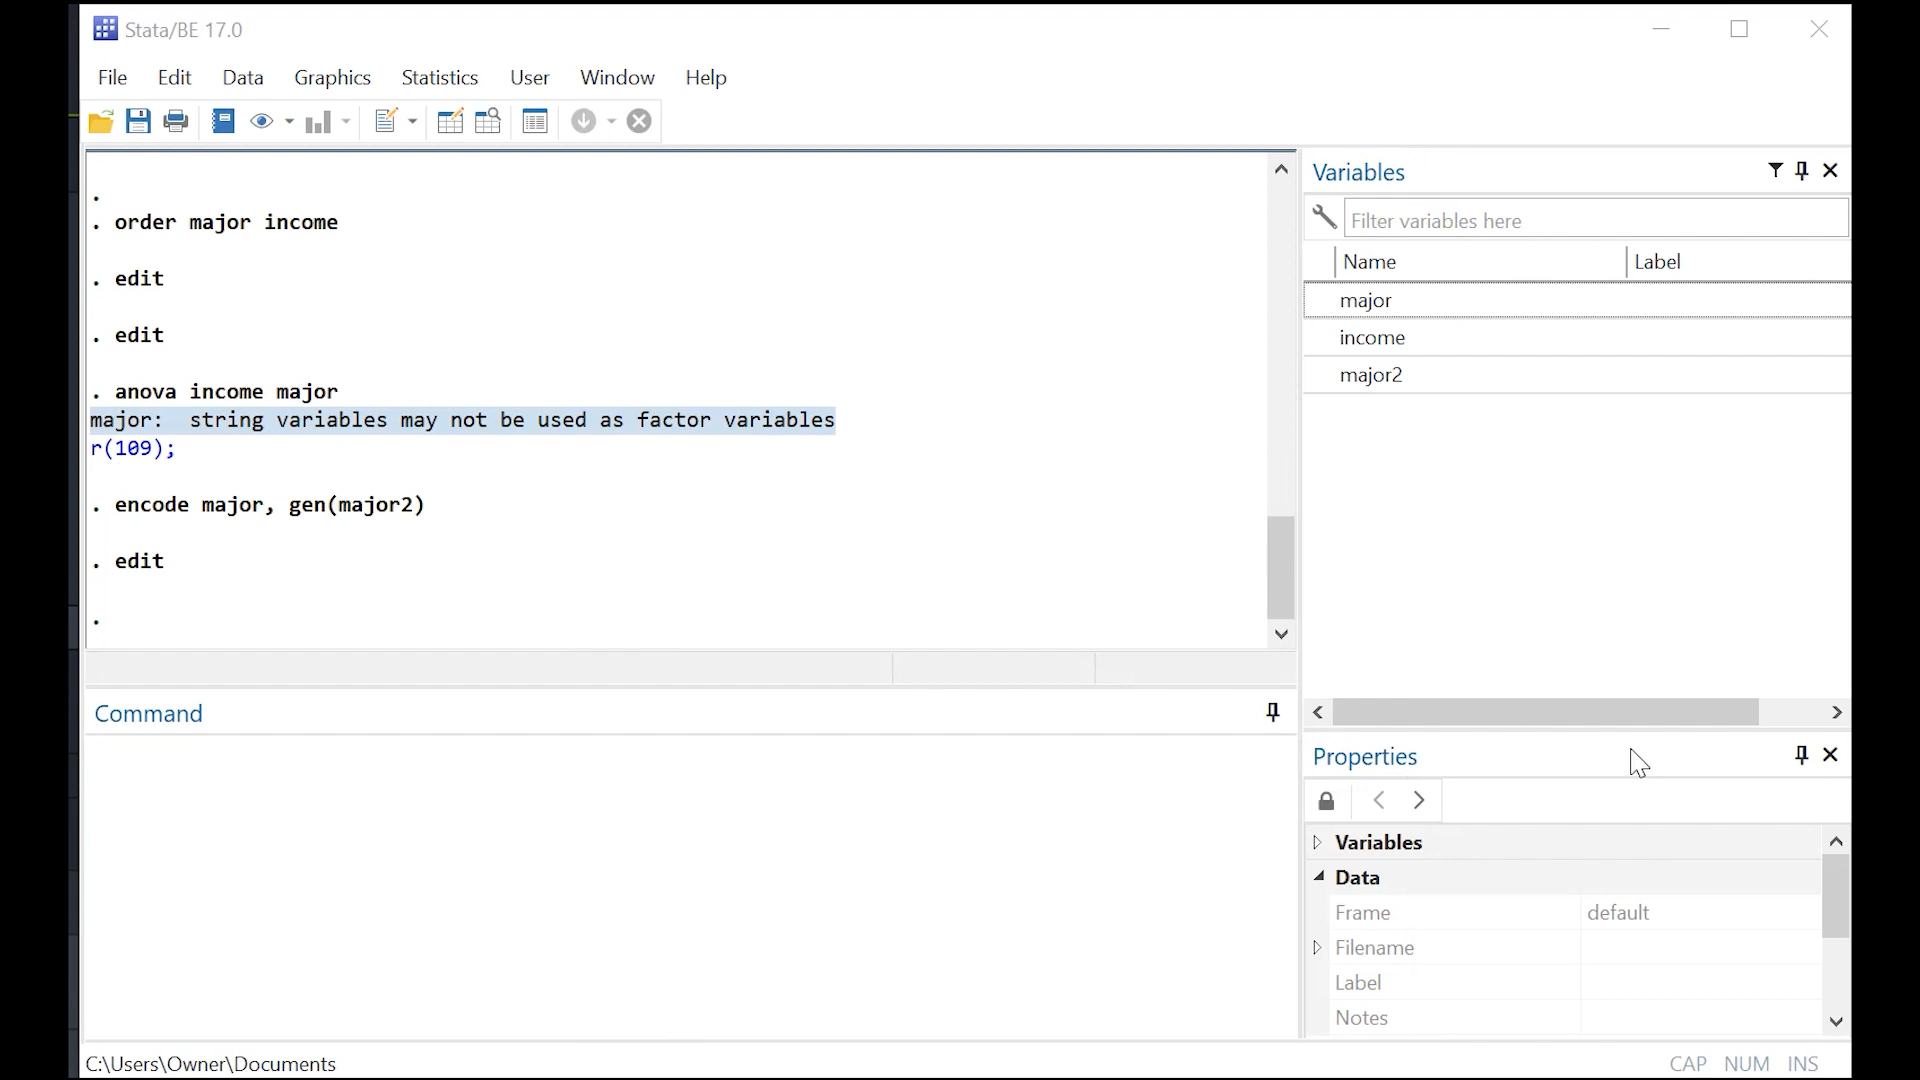 Stata/BE 17.0
File Edit Data Graphics Statistics User Window Help
.
. order major income
. edit
. edit
. anova income major
major:  string variables may not be used as factor variables
r(109);
. encode major, gen(major2)
. edit
.
Command
Variables
Filter variables here
Name Label
major
income
major2
Properties
Variables
Data
Frame default
Filename
Label
Notes
C:\Users\Owner\Documents
CAP NUM INS